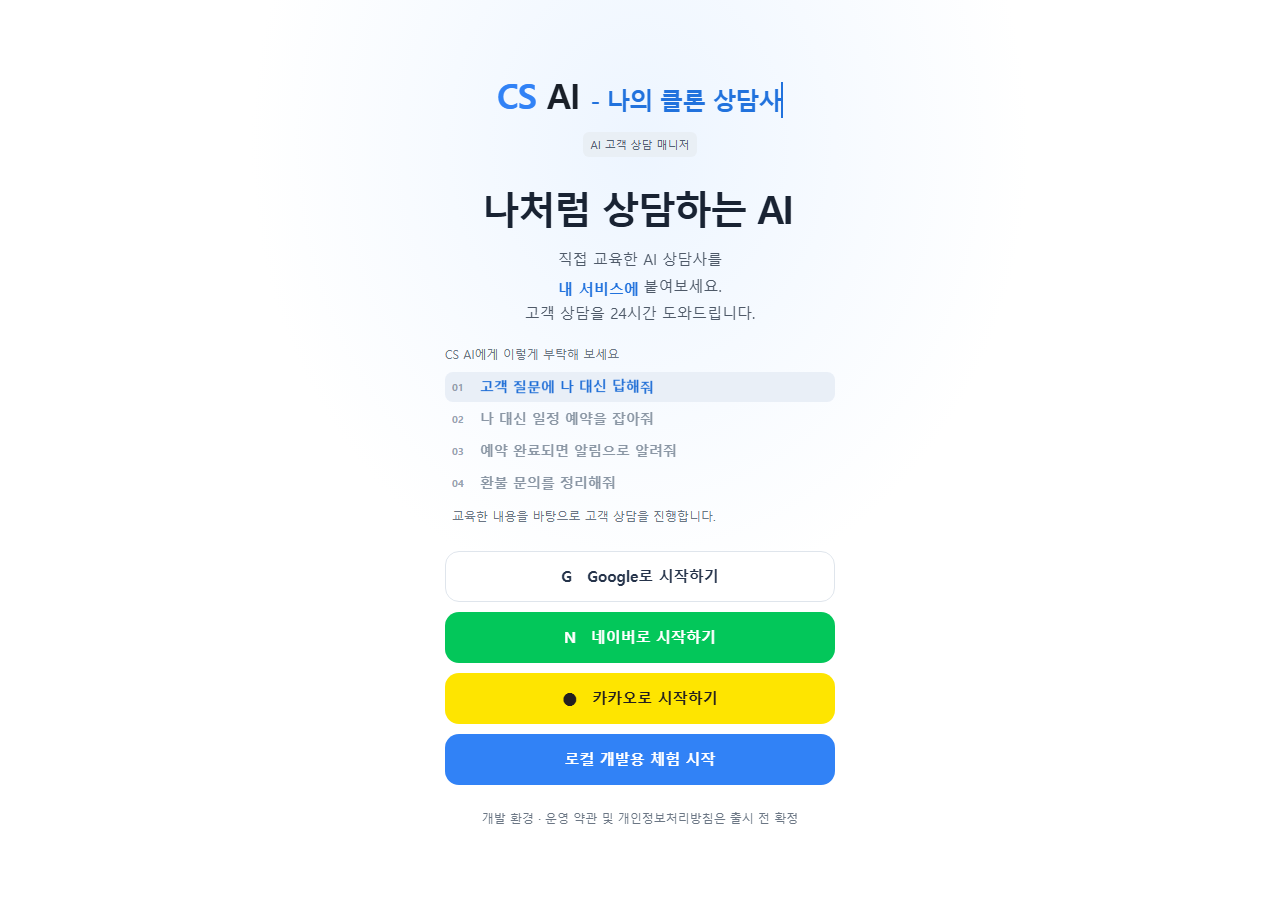 CS AI - 나의 클론 상담사
AI 고객 상담 매니저
나처럼 상담하는 AI
직접 교육한 AI 상담사를
내 서비스에 붙여보세요.
고객 상담을 24시간 도와드립니다.
CS AI에게 이렇게 부탁해 보세요
01 고객 질문에 나 대신 답해줘
02 나 대신 일정 예약을 잡아줘
03 예약 완료되면 알림으로 알려줘
04 환불 문의를 정리해줘
교육한 내용을 바탕으로 고객 상담을 진행합니다.
G Google로 시작하기
N 네이버로 시작하기
● 카카오로 시작하기
로컬 개발용 체험 시작
개발 환경 · 운영 약관 및 개인정보처리방침은 출시 전 확정